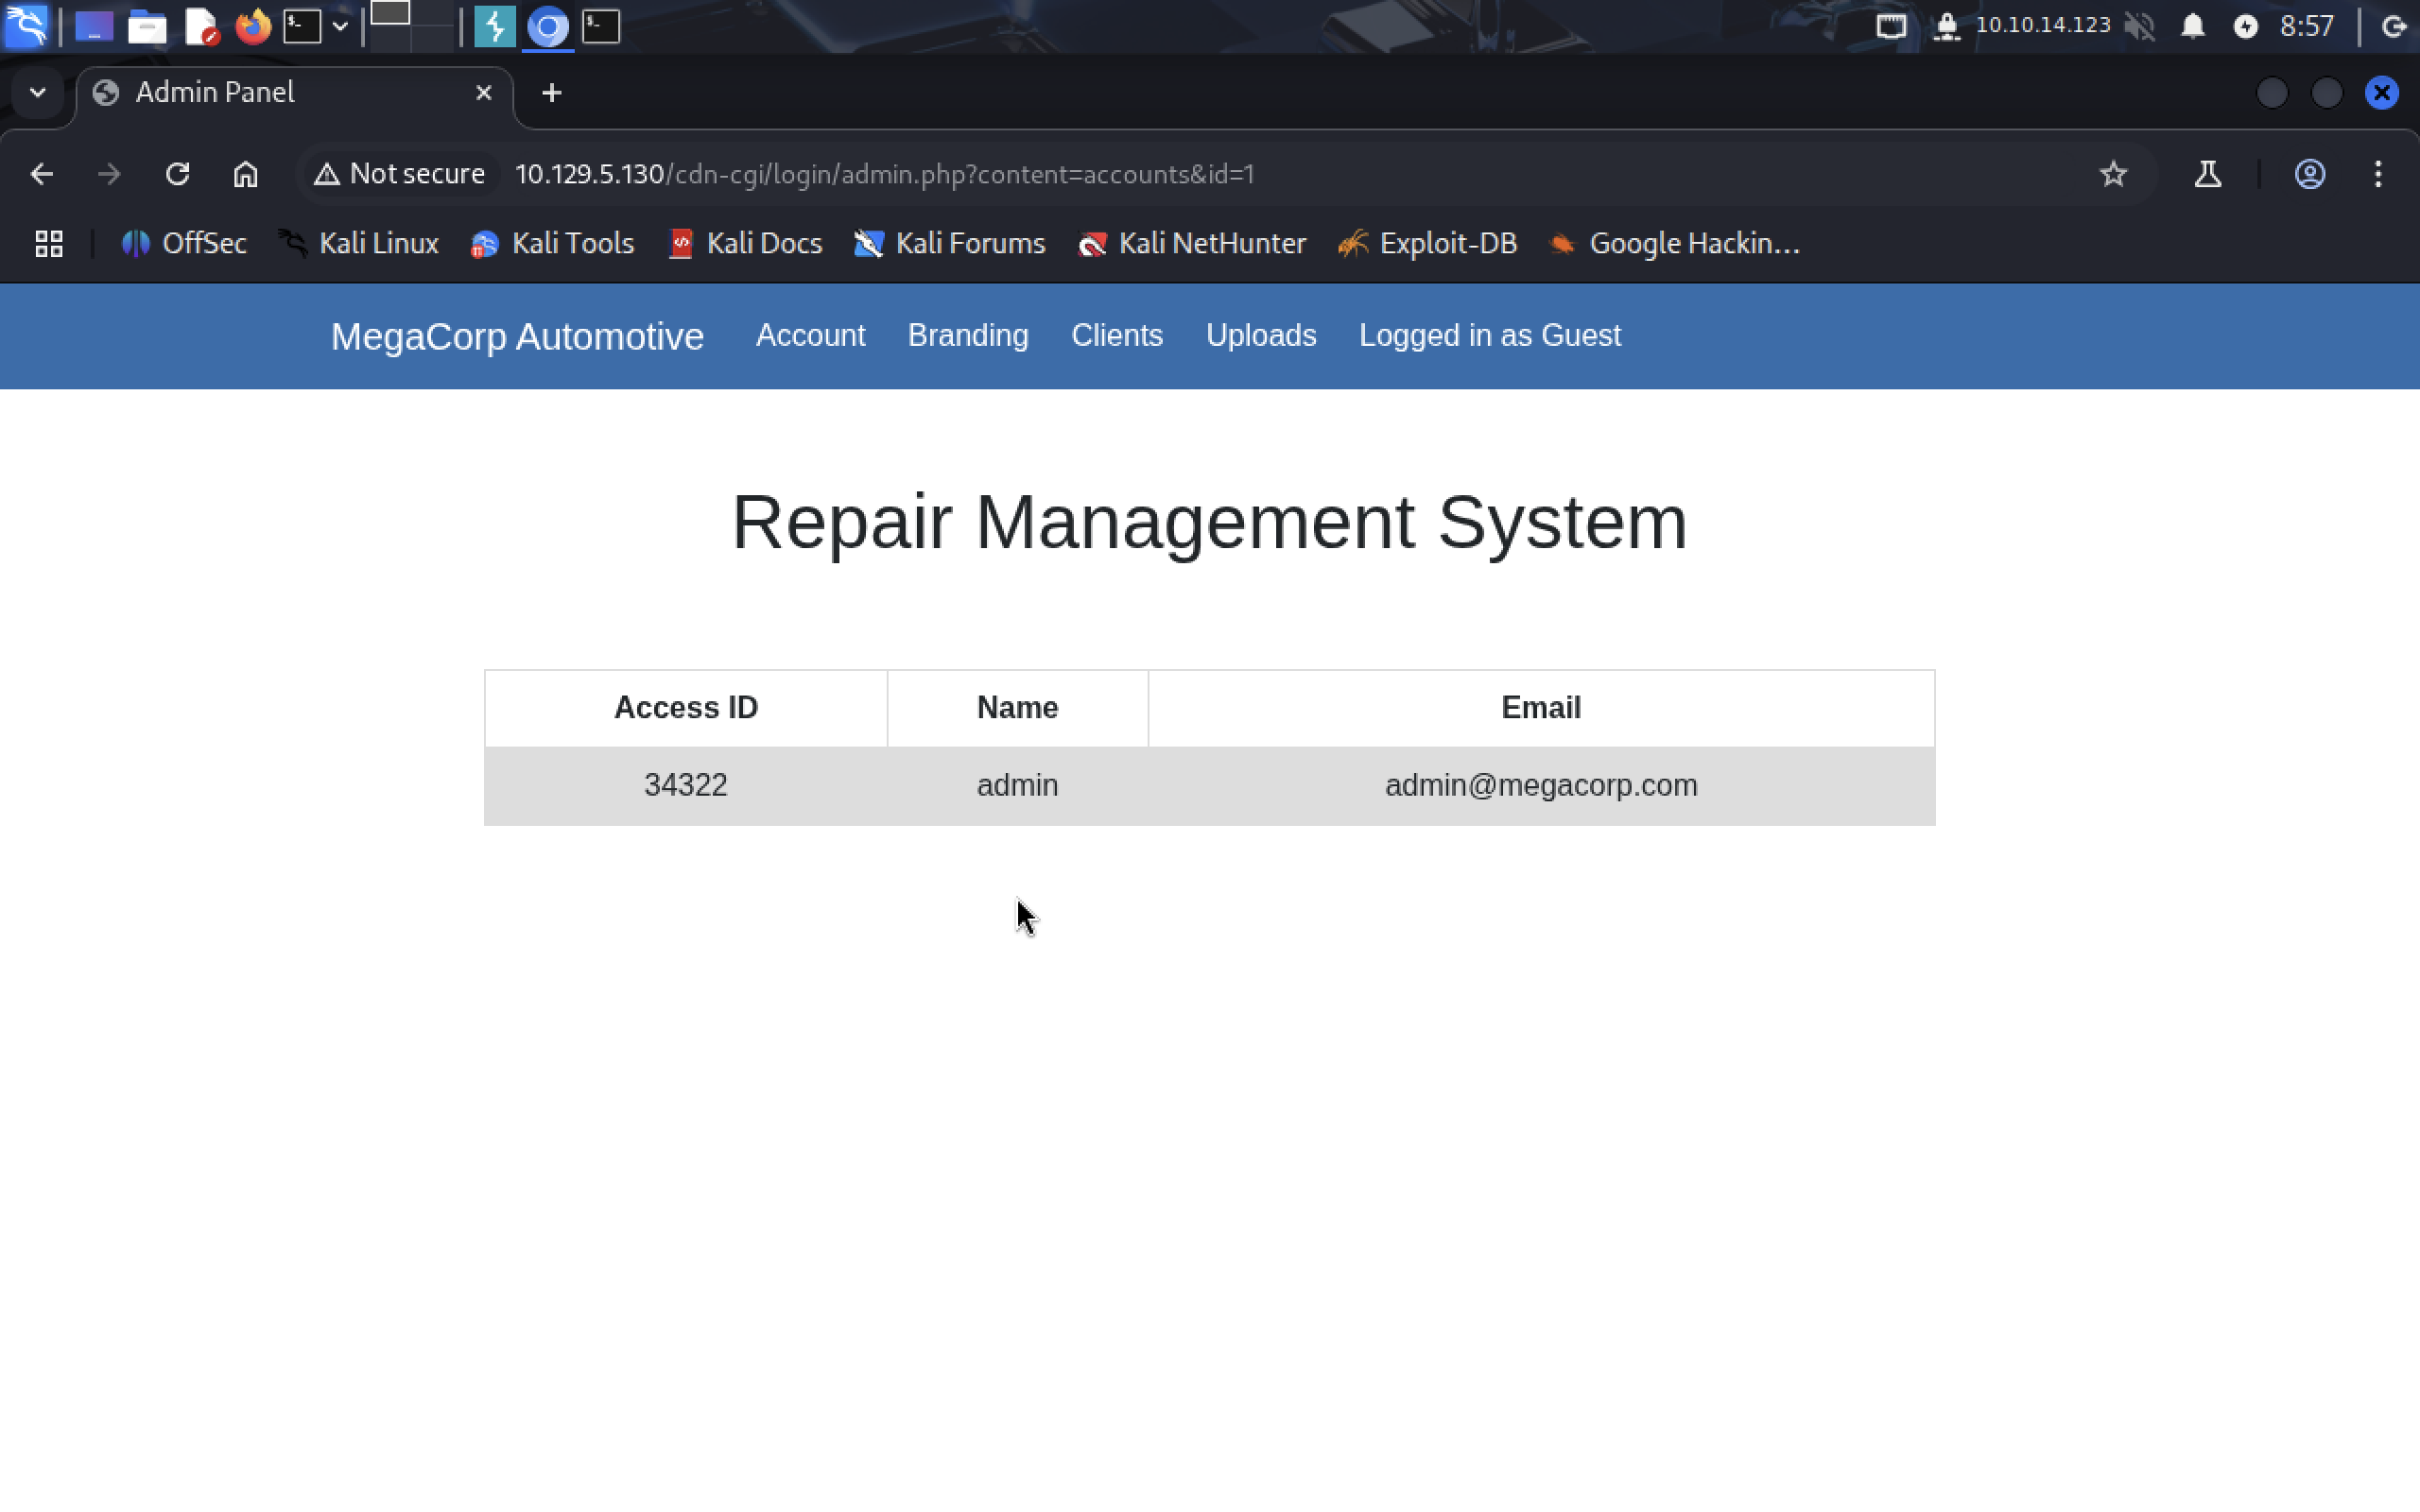 10.10.14.123 8:57
Admin Panel
Not secure 10.129.5.130/cdn-cgi/login/admin.php?content=accounts&id=1
OffSec Kali Linux Kali Tools Kali Docs Kali Forums Kali NetHunter Exploit-DB Google Hackin...
MegaCorp Automotive Account Branding Clients Uploads Logged in as Guest
Repair Management System
Access ID Name Email
34322 admin admin@megacorp.com